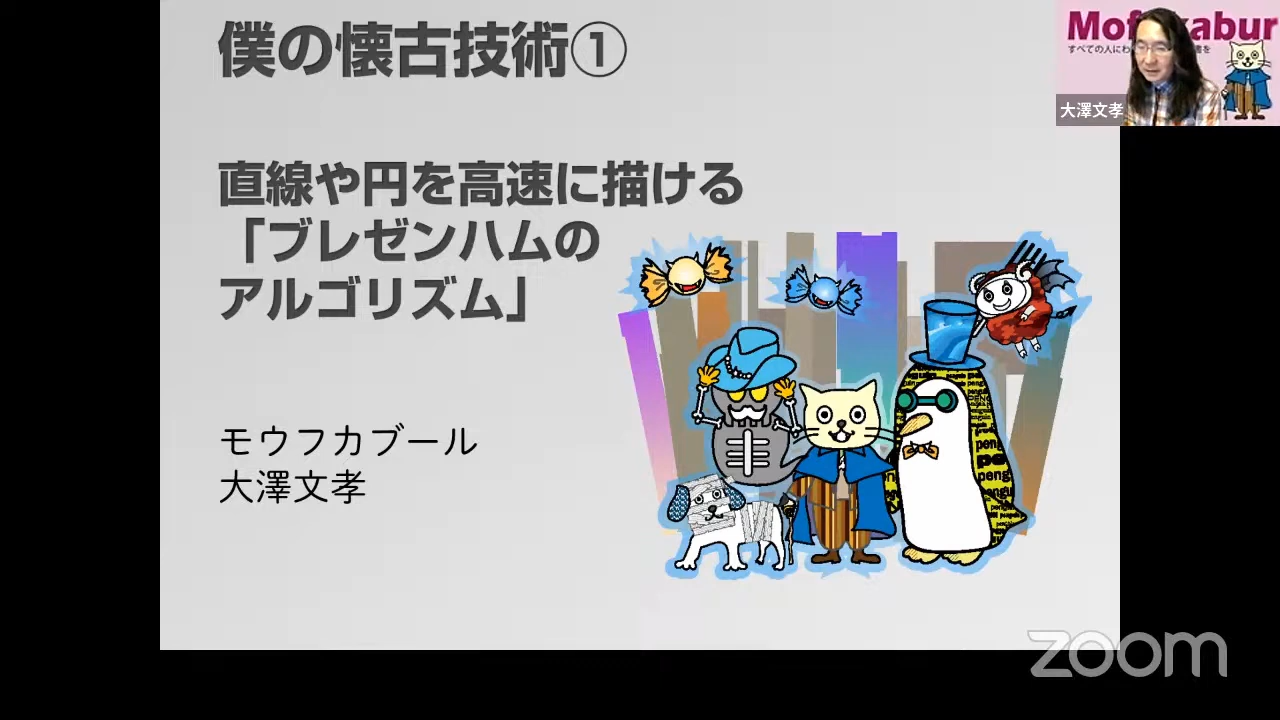 僕の懐古技術①
直線や円を高速に描ける
「ブレゼンハムの
アルゴリズム」
モウフカブール
大澤文孝
大澤文孝
zoom